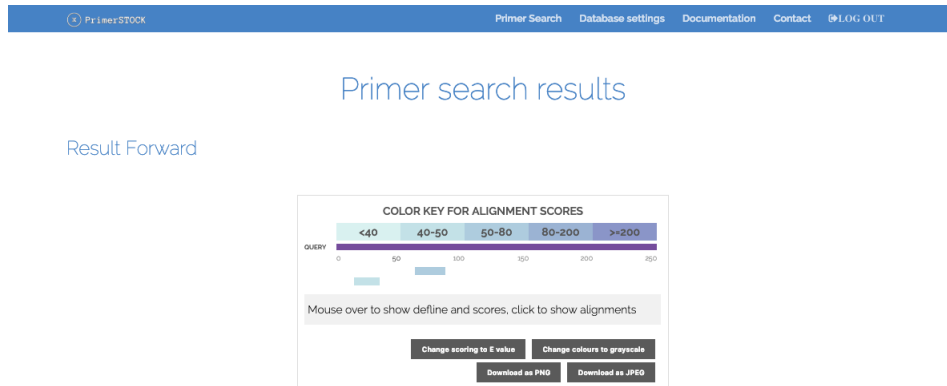 x PrimerSTOCK Primer Search Database settings Documentation Contact LOG OUT
Primer search results
Result Forward
COLOR KEY FOR ALIGNMENT SCORES
<40 40-50 50-80 80-200 >=200
QUERY
0 50 100 150 200 250
Mouse over to show defline and scores, click to show alignments
Change scoring to E value Change colours to grayscale
Download as PNG Download as JPEG